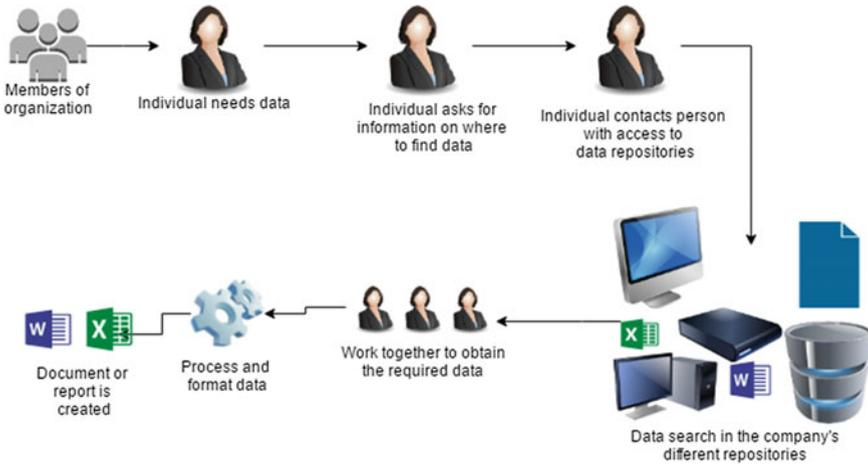 Members of
organization
Individual needs data
Individual asks for
information on where
to find data
Individual contacts person
with access to
data repositories
W
X
Document or
report is
created
Process and
format data
Work together to obtain
the required data
X
W
Data search in the company's
different repositories